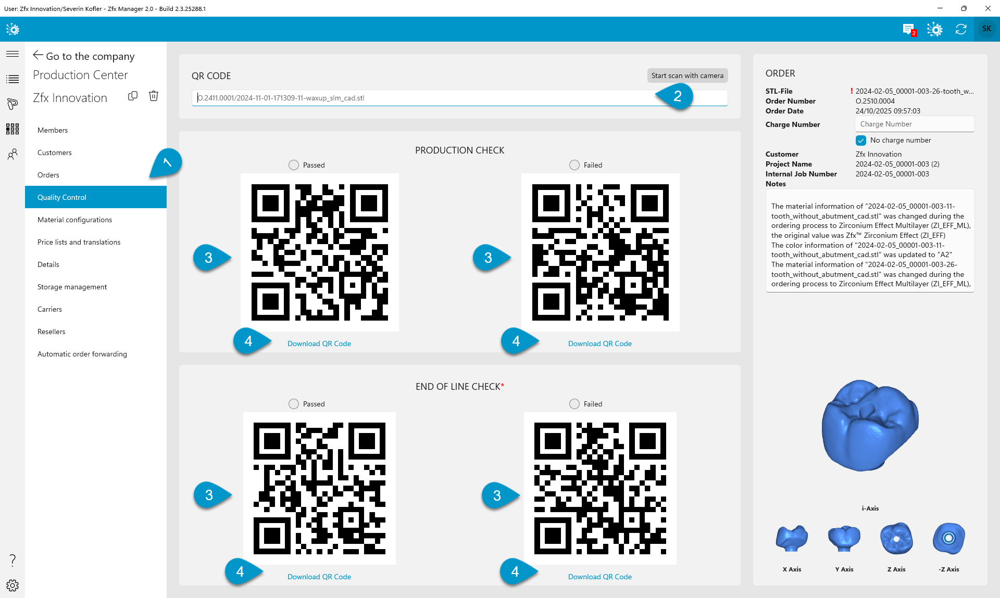 User: Zfx Innovation/Severin Kofler - Zfx Manager 2.0 - Build 2.3.25288.1
2
SK
Go to the company
Production Center
Zfx Innovation
Members
Customers
Orders
Quality Control
Material configurations
Price lists and translations
Details
Storage management
Carriers
Resellers
Automatic order forwarding
1
QR CODE
Start scan with camera
O.2411.0001/2024-11-01-171309-11-waxup_slm_cad.stl
2
PRODUCTION CHECK
Passed
Failed
3
3
4
Download QR Code
4
Download QR Code
END OF LINE CHECK*
Passed
Failed
3
3
4
Download QR Code
4
Download QR Code
ORDER
STL-File ! 2024-02-05_00001-003-26-tooth_w...
Order Number O.2510.0004
Order Date 24/10/2025 09:57:03
Charge Number Charge Number
No charge number
Customer Zfx Innovation
Project Name 2024-02-05_00001-003 (2)
Internal Job Number 2024-02-05_00001-003
Notes
The material information of "2024-02-05_00001-003-11-
tooth_without_abutment_cad.stl" was changed during the
ordering process to Zirconium Effect Multilayer (ZI_EFF_ML),
the original value was Zfx™ Zirconium Effect (ZI_EFF)
The color information of "2024-02-05_00001-003-11-
tooth_without_abutment_cad.stl" was updated to "A2"
The material information of "2024-02-05_00001-003-26-
tooth_without_abutment_cad.stl" was changed during the
ordering process to Zirconium Effect Multilayer (ZI_EFF_ML),
i-Axis
X Axis
Y Axis
Z Axis
-Z Axis
?